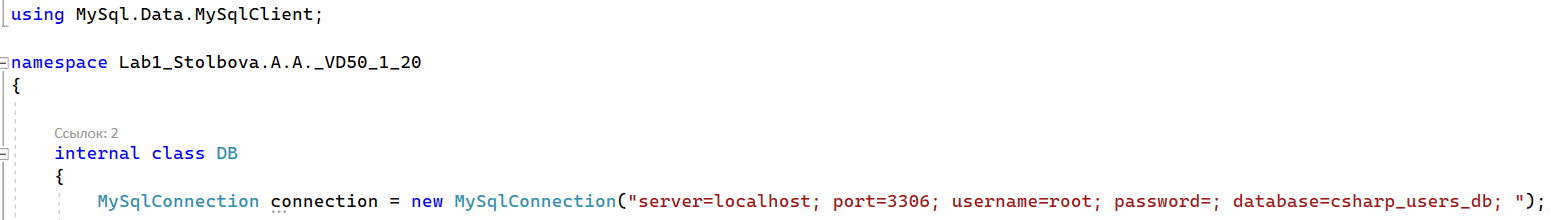 using MySql.Data.MySqlClient;
namespace Lab1_Stolbova.A.A._VD50_1_20
{
Ссылок: 2
internal class DB
{
MySqlConnection connection = new MySqlConnection("server=localhost; port=3306; username=root; password=; database=csharp_users_db; ");